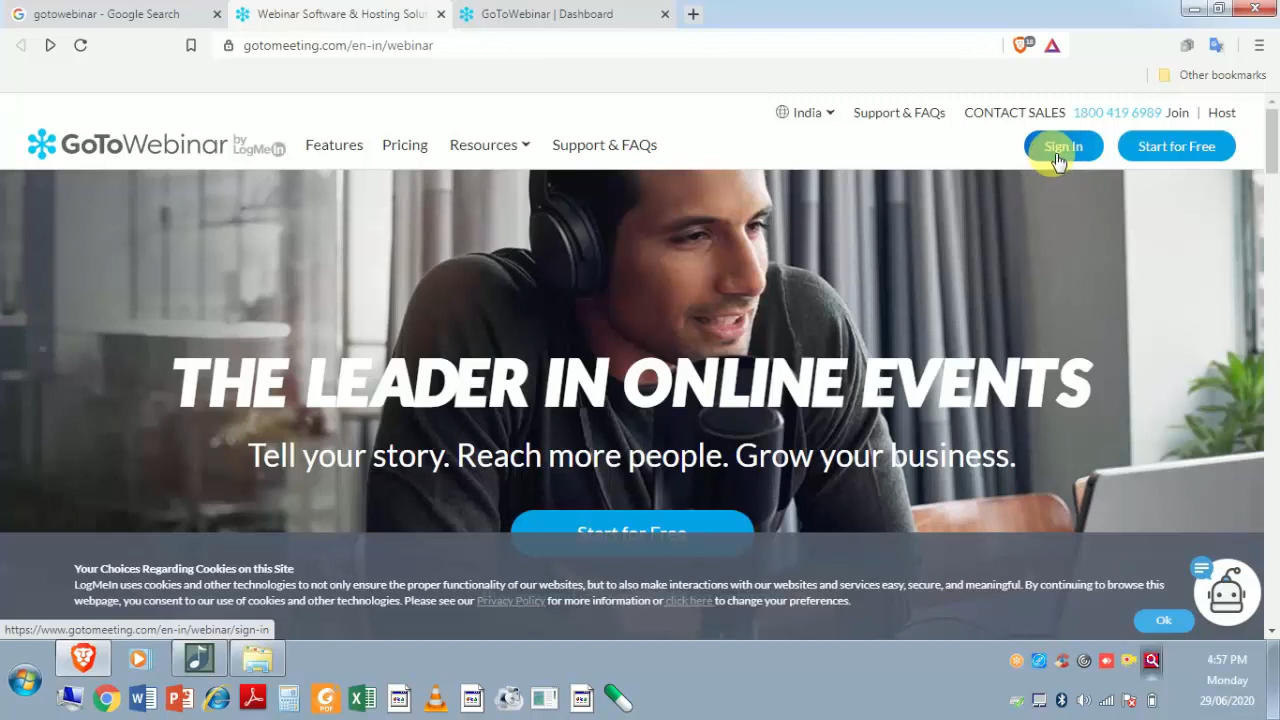 gotowebinar - Google Search
Webinar Software & Hosting Solu
GoToWebinar | Dashboard
gotomeeting.com/en-in/webinar
18
Other bookmarks
India
Support & FAQs
CONTACT SALES 1800 419 6989
Join | Host
GoToWebinar by LogMeIn
Features
Pricing
Resources
Support & FAQs
Sign In
Start for Free
THE LEADER IN ONLINE EVENTS
Tell your story. Reach more people. Grow your business.
Start for Free
Your Choices Regarding Cookies on this Site
LogMeIn uses cookies and other technologies to not only ensure the proper functionality of our websites, but to also make interactions with our websites and services easy, secure, and meaningful. By continuing to browse this
webpage, you consent to our use of cookies and other technologies. Please see our Privacy Policy for more information or click here to change your preferences.
Ok
https://www.gotomeeting.com/en-in/webinar/sign-in
4:57 PM
Monday
29/06/2020